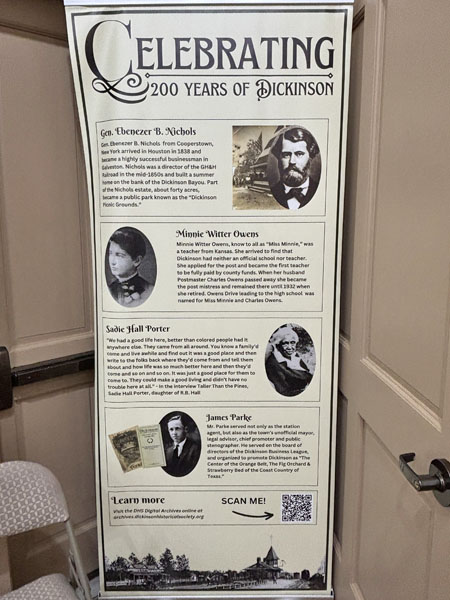 CELEBRATING
200 YEARS OF DICKINSON
Gen. Ebenezer B. Nichols
Gen. Ebenezer B. Nichols from Cooperstown,
New York arrived in Houston in 1838 and
became a highly successful businessman in
Galveston. Nichols was a director of the GH&H
Railroad in the mid-1850s and built a summer
home on the bank of the Dickinson Bayou. Part
of the Nichols estate, about forty acres,
became a public park known as the "Dickinson
Picnic Grounds."
Minnie Witter Owens
Minnie Witter Owens, know to all as "Miss Minnie," was
a teacher from Kansas. She arrived to find that
Dickinson had neither an official school nor teacher.
She applied for the post and became the first teacher
to be fully paid by county funds. When her husband
Postmaster Charles Owens passed away she became
the post mistress and remained there until 1932 when
she retired. Owens Drive leading to the high school was
named for Miss Minnie and Charles Owens.
Sadie Hall Porter
"We had a good life here, better than colored people had it
anywhere else. They came from all around. You know a family'd
come and live awhile and find out it was a good place and then
write to the folks back where they'd come from and tell them
about and how life was so much better here and then they'd
come and so on and so on. It was just a good place for them to
come to. They could make a good living and didn't have no
trouble here at all." - in the interview Taller Than the Pines,
Sadie Hall Porter, daughter of R.B. Hall
James Parke
Mr. Parke served not only as the station
agent, but also as the town's unofficial mayor,
legal advisor, chief promoter and public
stenographer. He served on the board of
directors of the Dickinson Business League,
and organized to promote Dickinson as "The
Center of the Orange Belt, The Fig Orchard &
Strawberry Bed of the Coast Country of
Texas."
Learn more
Visit the DHS Digital Archives online at
archives.dickinsonhistoricalsociety.org
SCAN ME!